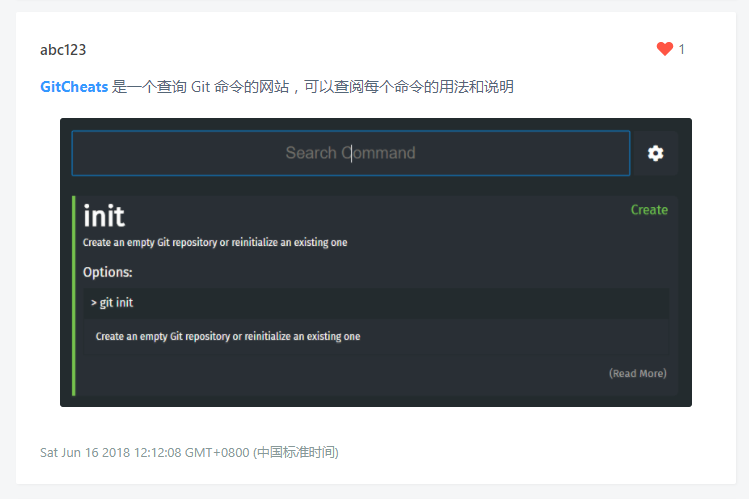 abc123
1
GitCheats 是一个查询 Git 命令的网站，可以查阅每个命令的用法和说明
Search Command
init
Create
Create an empty Git repository or reinitialize an existing one
Options:
> git init
Create an empty Git repository or reinitialize an existing one
(Read More)
Sat Jun 16 2018 12:12:08 GMT+0800 (中国标准时间)